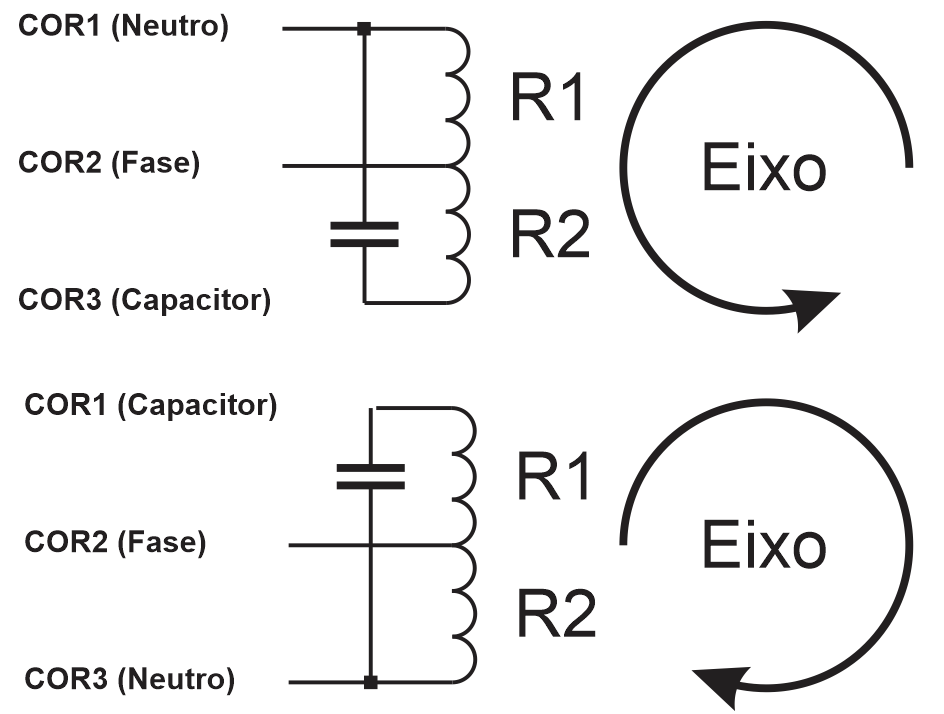 COR1 (Neutro)
R1
COR2 (Fase)
Eixo
R2
COR3 (Capacitor)
COR1 (Capacitor)
R1
COR2 (Fase)
Eixo
R2
COR3 (Neutro)